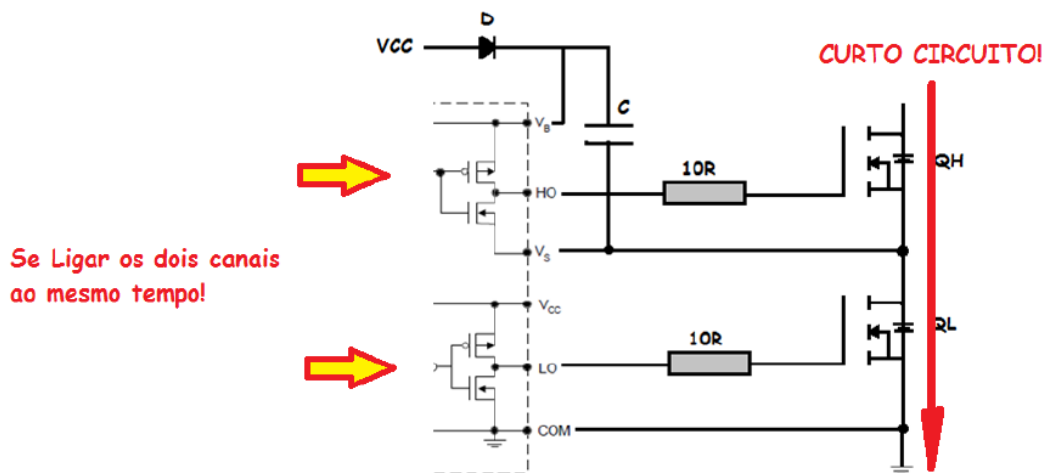 D
VCC
CURTO CIRCUITO!
VB
C
QH
10R
HO
VS
Se Ligar os dois canais
ao mesmo tempo!
VCC
QL
10R
LO
COM